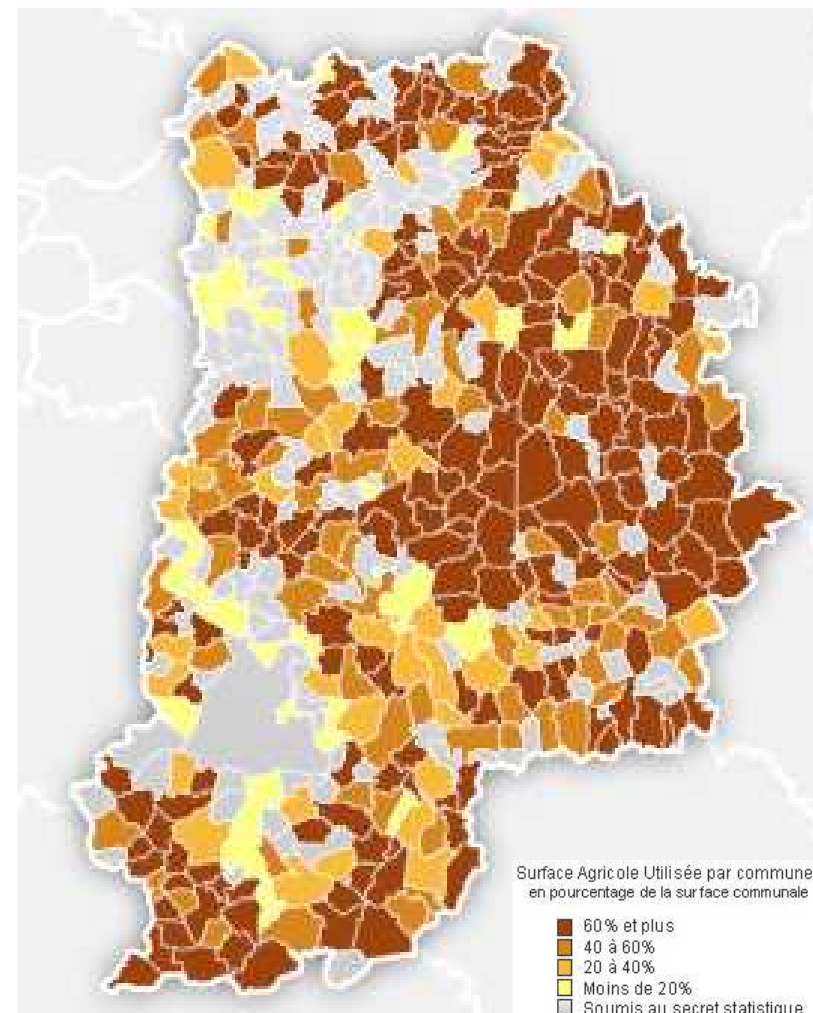 Surface Agricole Utilisée par commune
en pourcentage de la surface communale
60% et plus
40 à 60%
20 à 40%
Moins de 20%
Soumis au secret statistique